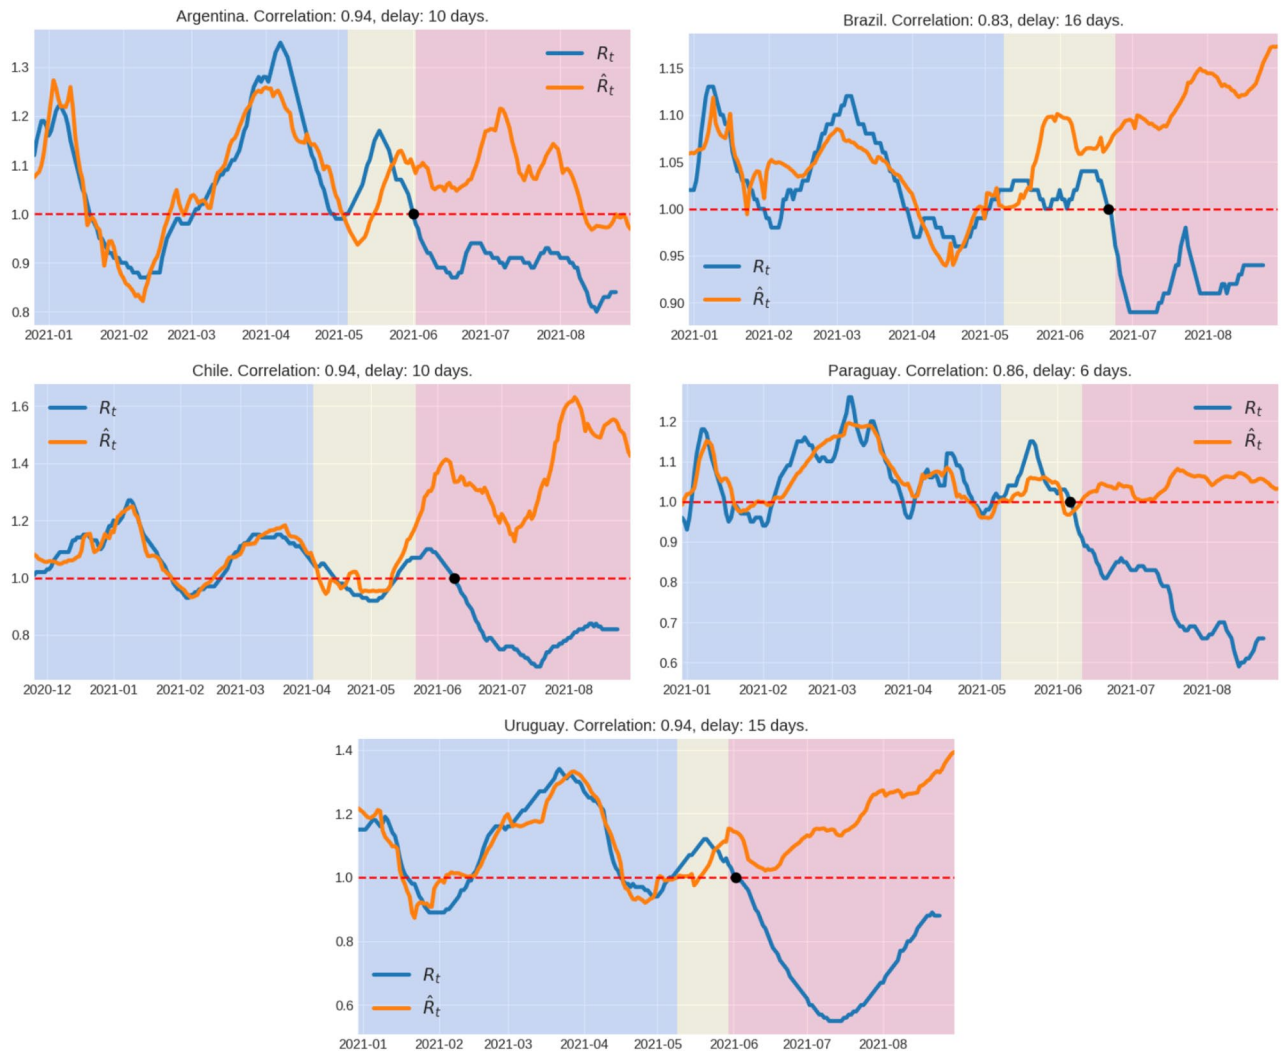 Argentina. Correlation: 0.94, delay: 10 days.
1.3
1.2
1.1
1.0
0.9
0.8
R_t
R̂_t
2021-01 2021-02 2021-03 2021-04 2021-05 2021-06 2021-07 2021-08
Brazil. Correlation: 0.83, delay: 16 days.
1.15
1.10
1.05
1.00
0.95
0.90
R_t
R̂_t
2021-01 2021-02 2021-03 2021-04 2021-05 2021-06 2021-07 2021-08
Chile. Correlation: 0.94, delay: 10 days.
1.6
1.4
1.2
1.0
0.8
R_t
R̂_t
2020-12 2021-01 2021-02 2021-03 2021-04 2021-05 2021-06 2021-07 2021-08
Paraguay. Correlation: 0.86, delay: 6 days.
1.2
1.1
1.0
0.9
0.8
0.7
0.6
R_t
R̂_t
2021-01 2021-02 2021-03 2021-04 2021-05 2021-06 2021-07 2021-08
Uruguay. Correlation: 0.94, delay: 15 days.
1.4
1.2
1.0
0.8
0.6
R_t
R̂_t
2021-01 2021-02 2021-03 2021-04 2021-05 2021-06 2021-07 2021-08